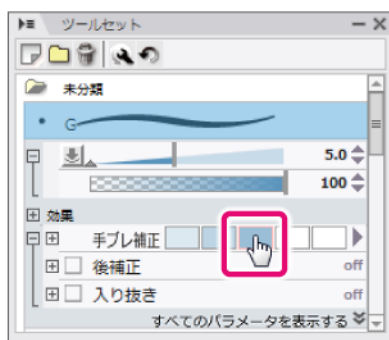 ツールセット
未分類
G
5.0
100
効果
手ブレ補正
後補正 off
入り抜き off
すべてのパラメータを表示する